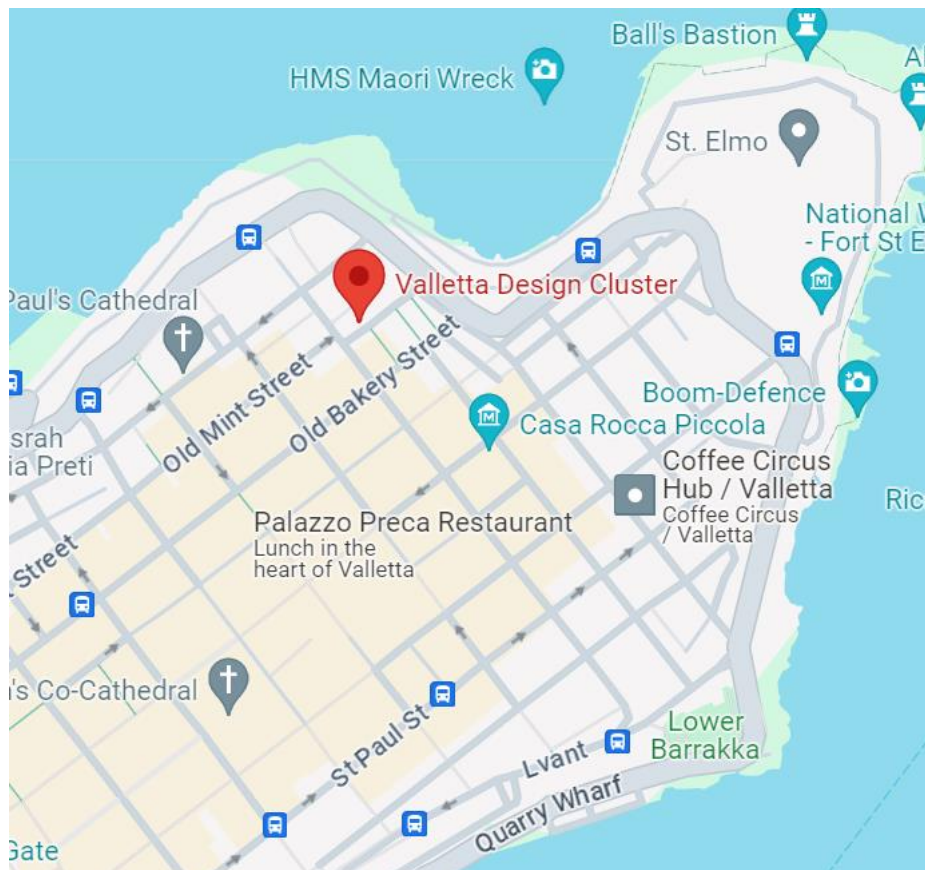 Ball's Bastion
HMS Maori Wreck
Al
St. Elmo
National W
- Fort St E
Valletta Design Cluster
Paul's Cathedral
Old Mint Street
Old Bakery Street
Boom-Defence
Casa Rocca Piccola
srah
ia Preti
Coffee Circus
Hub / Valletta
Coffee Circus
/ Valletta
Ric
Palazzo Preca Restaurant
Lunch in the
heart of Valletta
t Street
's Co-Cathedral
St Paul St
Lower
Barrakka
Lvant
Quarry Wharf
Gate